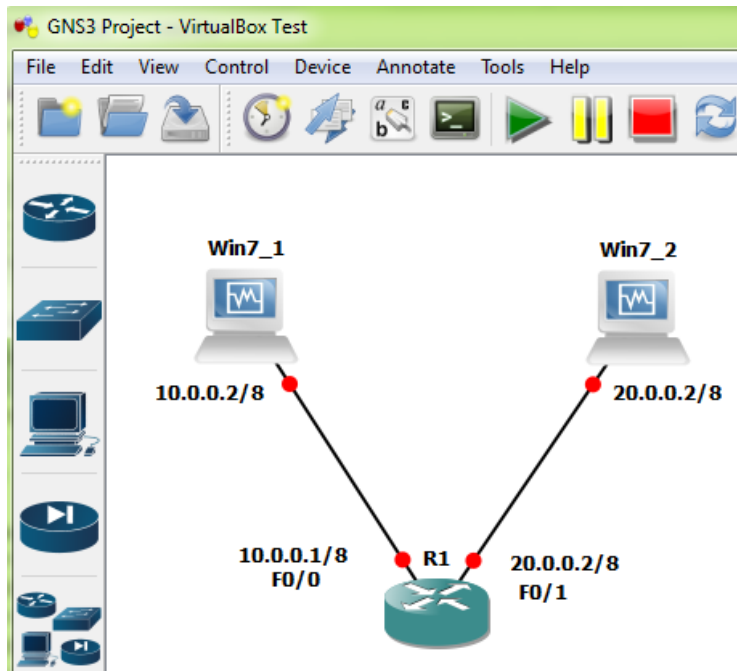 GNS3 Project - VirtualBox Test
File Edit View Control Device Annotate Tools Help
a c
b
>_
Win7_1
Win7_2
10.0.0.2/8
20.0.0.2/8
10.0.0.1/8
F0/0
R1
20.0.0.2/8
F0/1